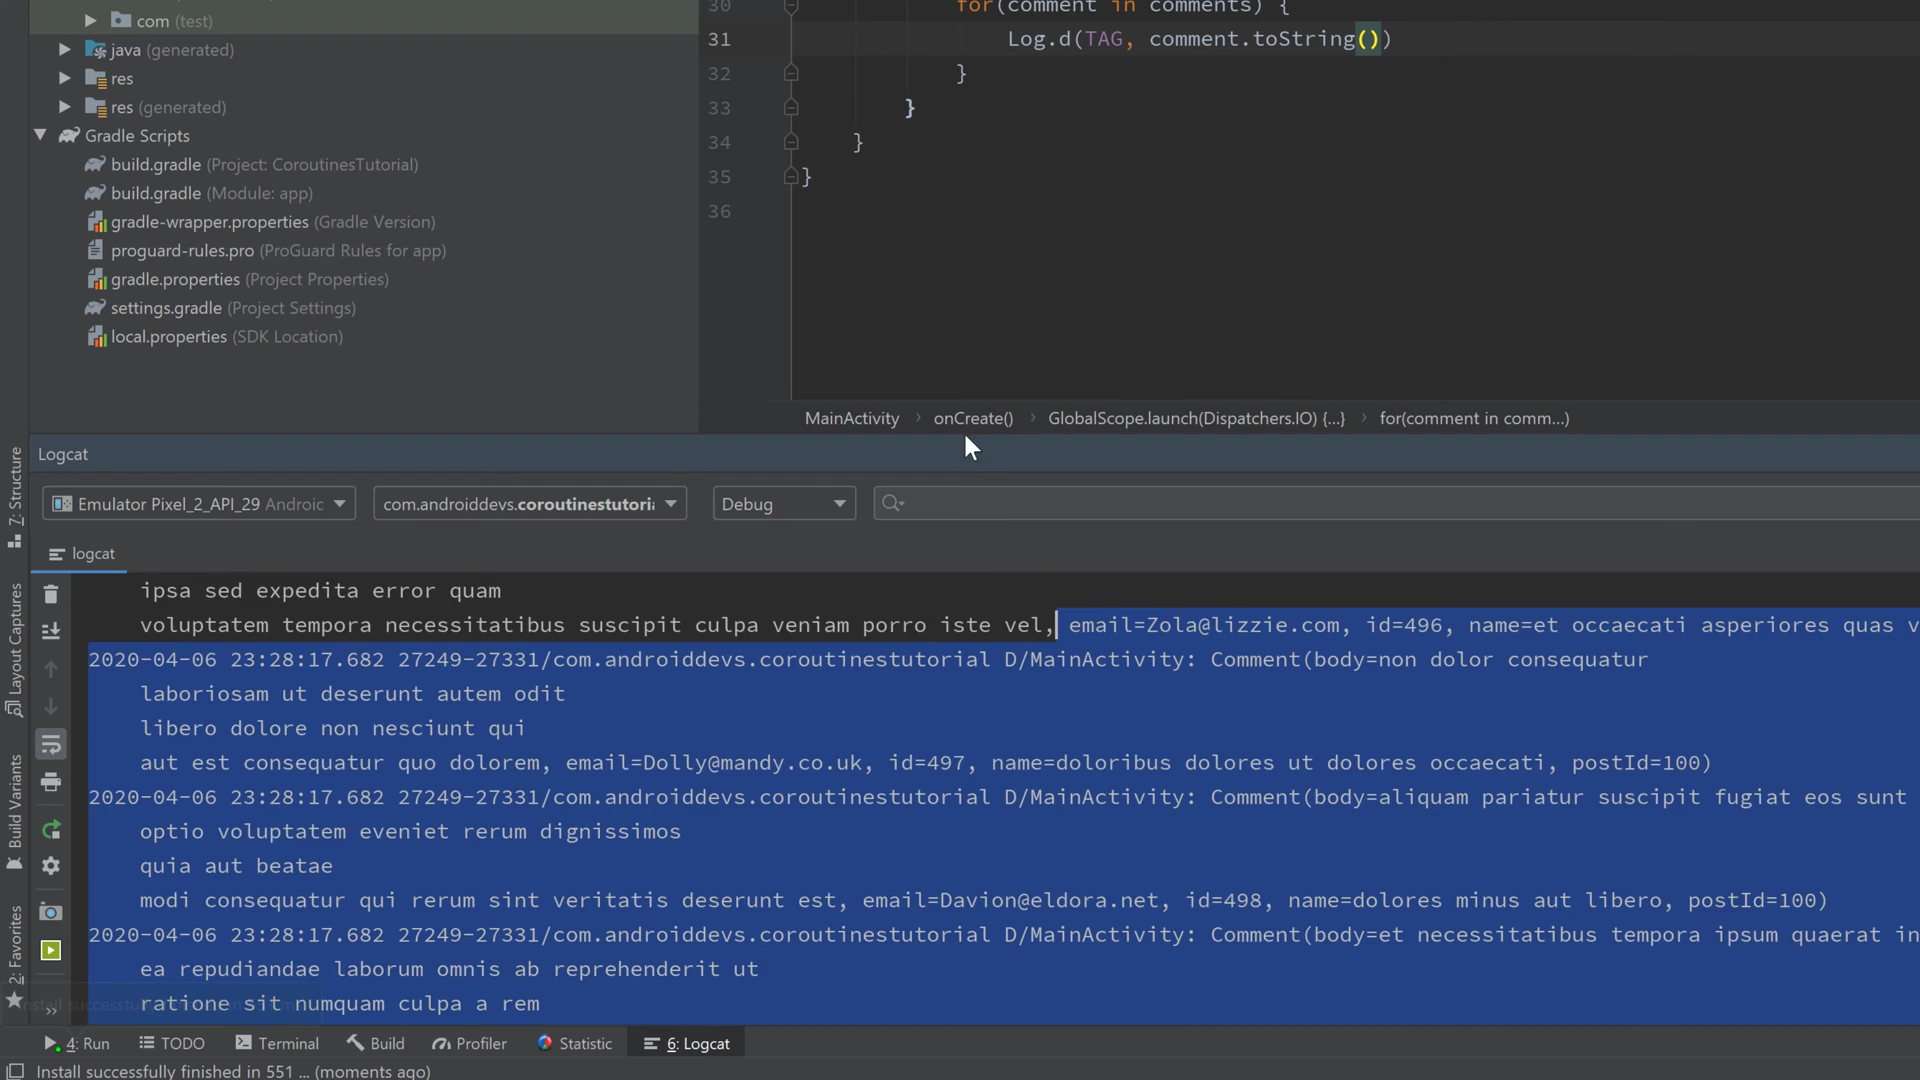 com (test)
java (generated)
res
res (generated)
Gradle Scripts
build.gradle (Project: CoroutinesTutorial)
build.gradle (Module: app)
gradle-wrapper.properties (Gradle Version)
proguard-rules.pro (ProGuard Rules for app)
gradle.properties (Project Properties)
settings.gradle (Project Settings)
local.properties (SDK Location)
30 for(comment in comments) {
31 Log.d(TAG, comment.toString())
32 }
33 }
34 }
35 }
36
MainActivity › onCreate() › GlobalScope.launch(Dispatchers.IO) {...} › for(comment in comm...)
Logcat
Emulator Pixel_2_API_29 Androic com.androiddevs.coroutinestutori Debug
logcat
ipsa sed expedita error quam
voluptatem tempora necessitatibus suscipit culpa veniam porro iste vel, email=Zola@lizzie.com, id=496, name=et occaecati asperiores quas v
2020-04-06 23:28:17.682 27249-27331/com.androiddevs.coroutinestutorial D/MainActivity: Comment(body=non dolor consequatur
laboriosam ut deserunt autem odit
libero dolore non nesciunt qui
aut est consequatur quo dolorem, email=Dolly@mandy.co.uk, id=497, name=doloribus dolores ut dolores occaecati, postId=100)
2020-04-06 23:28:17.682 27249-27331/com.androiddevs.coroutinestutorial D/MainActivity: Comment(body=aliquam pariatur suscipit fugiat eos sunt
optio voluptatem eveniet rerum dignissimos
quia aut beatae
modi consequatur qui rerum sint veritatis deserunt est, email=Davion@eldora.net, id=498, name=dolores minus aut libero, postId=100)
2020-04-06 23:28:17.682 27249-27331/com.androiddevs.coroutinestutorial D/MainActivity: Comment(body=et necessitatibus tempora ipsum quaerat in
ea repudiandae laborum omnis ab reprehenderit ut
ratione sit numquam culpa a rem
7: Structure
Layout Captures
Build Variants
2: Favorites
4: Run TODO Terminal Build Profiler Statistic 6: Logcat
Install successfully finished in 551 ... (moments ago)